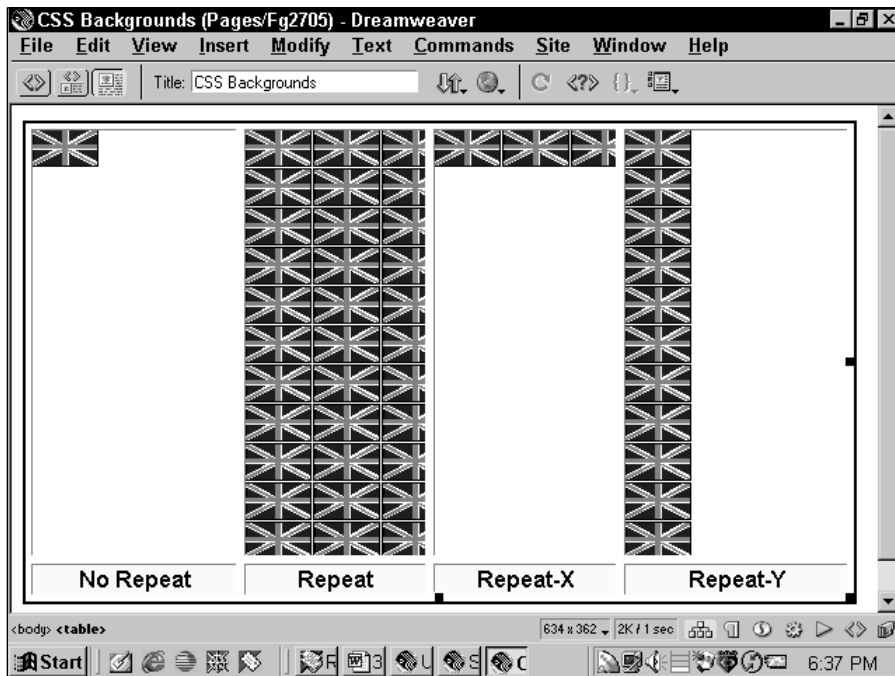 CSS Backgrounds (Pages/Fg2705) - Dreamweaver
File Edit View Insert Modify Text Commands Site Window Help
Title: CSS Backgrounds
No Repeat Repeat Repeat-X Repeat-Y
<body> <table> 634 x 362 2K / 1 sec
Start R 3 U S C 6:37 PM